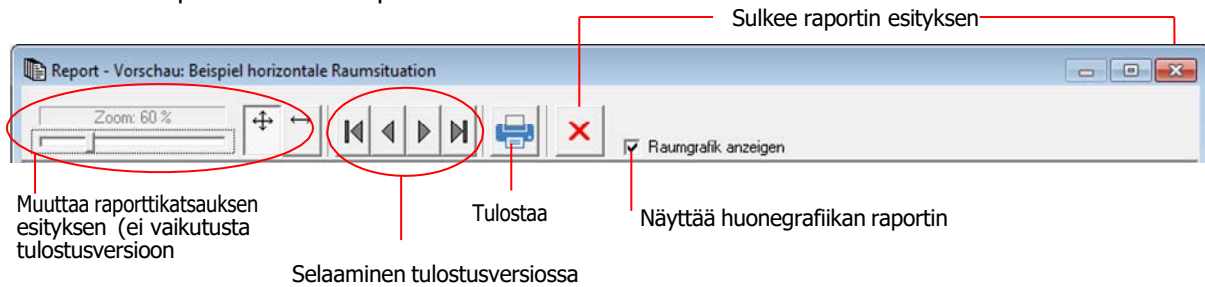 Sulkee raportin esityksen
Report - Vorschau: Beispiel horizontale Raumsituation
Zoom: 60 %
Raumgrafik anzeigen
Muuttaa raporttikatsauksen
esityksen (ei vaikutusta
tulostusversioon
Tulostaa
Näyttää huonegrafiikan raportin
Selaaminen tulostusversiossa